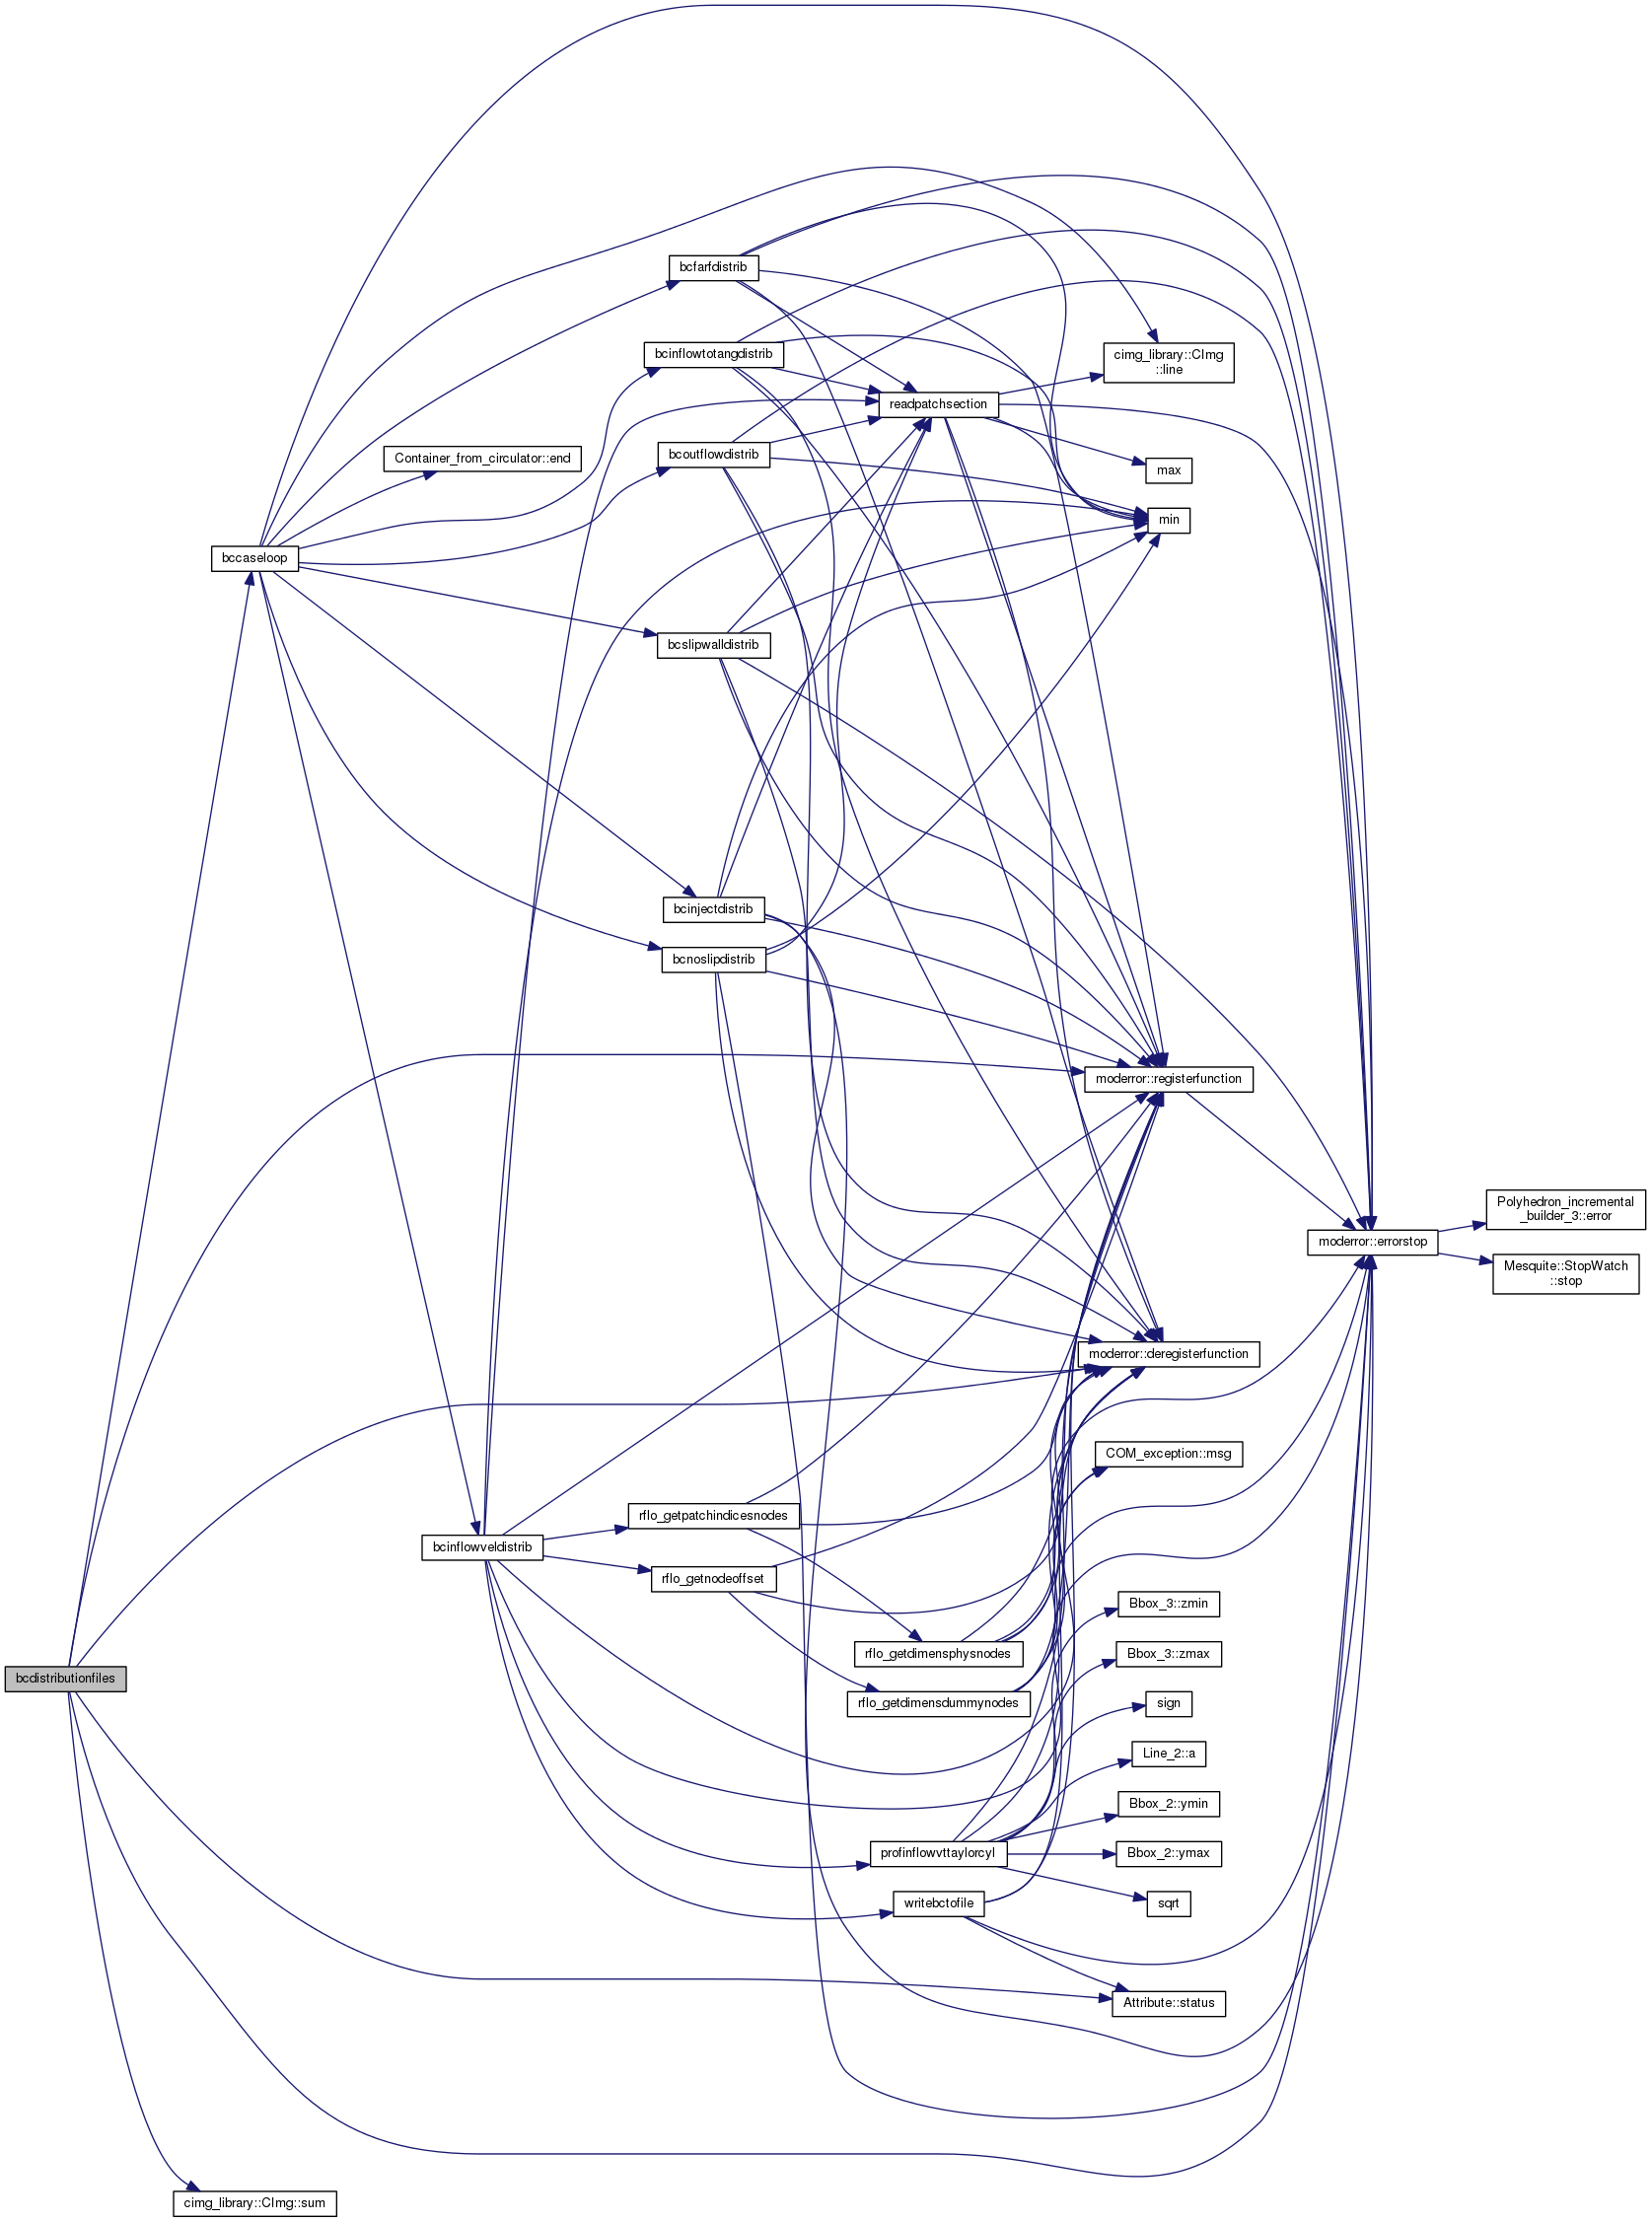 bcfarfdistrib
bcinflowtotangdistrib
cimg_library::CImg
::line
readpatchsection
bcoutflowdistrib
Container_from_circulator::end
max
min
bccaseloop
bcslipwalldistrib
bcinjectdistrib
bcnoslipdistrib
moderror::registerfunction
Polyhedron_incremental
_builder_3::error
moderror::errorstop
Mesquite::StopWatch
::stop
moderror::deregisterfunction
COM_exception::msg
rflo_getpatchindicesnodes
bcinflowveldistrib
rflo_getnodeoffset
Bbox_3::zmin
rflo_getdimensphysnodes
Bbox_3::zmax
bcdistributionfiles
rflo_getdimensdummynodes
sign
Line_2::a
Bbox_2::ymin
profinflowvttaylorcyl
Bbox_2::ymax
writebctofile
sqrt
Attribute::status
cimg_library::CImg::sum